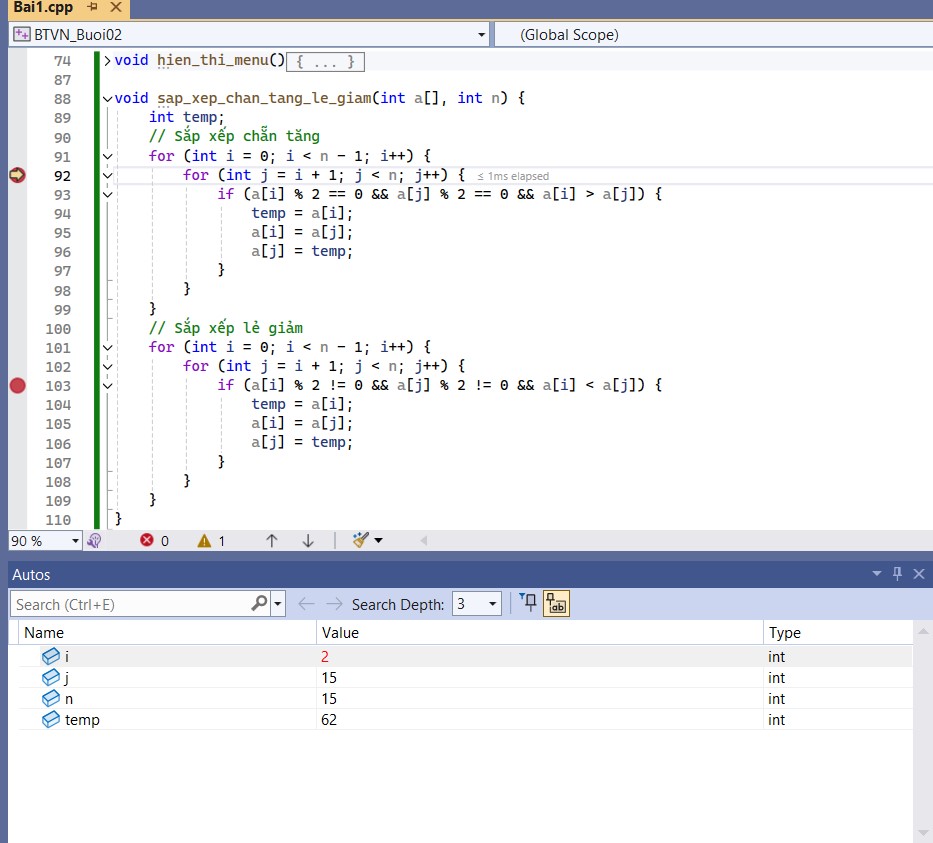 Bai1.cpp
BTVN_Buoi02 (Global Scope)
74 void hien_thi_menu() { ... }
87
88 void sap_xep_chan_tang_le_giam(int a[], int n) {
89 int temp;
90 // Sắp xếp chẵn tăng
91 for (int i = 0; i < n - 1; i++) {
92 for (int j = i + 1; j < n; j++) { ≤ 1ms elapsed
93 if (a[i] % 2 == 0 && a[j] % 2 == 0 && a[i] > a[j]) {
94 temp = a[i];
95 a[i] = a[j];
96 a[j] = temp;
97 }
98 }
99 }
100 // Sắp xếp lẻ giảm
101 for (int i = 0; i < n - 1; i++) {
102 for (int j = i + 1; j < n; j++) {
103 if (a[i] % 2 != 0 && a[j] % 2 != 0 && a[i] < a[j]) {
104 temp = a[i];
105 a[i] = a[j];
106 a[j] = temp;
107 }
108 }
109 }
110 }
90 % 0 1
Autos
Search (Ctrl+E) Search Depth: 3
Name Value Type
i 2 int
j 15 int
n 15 int
temp 62 int